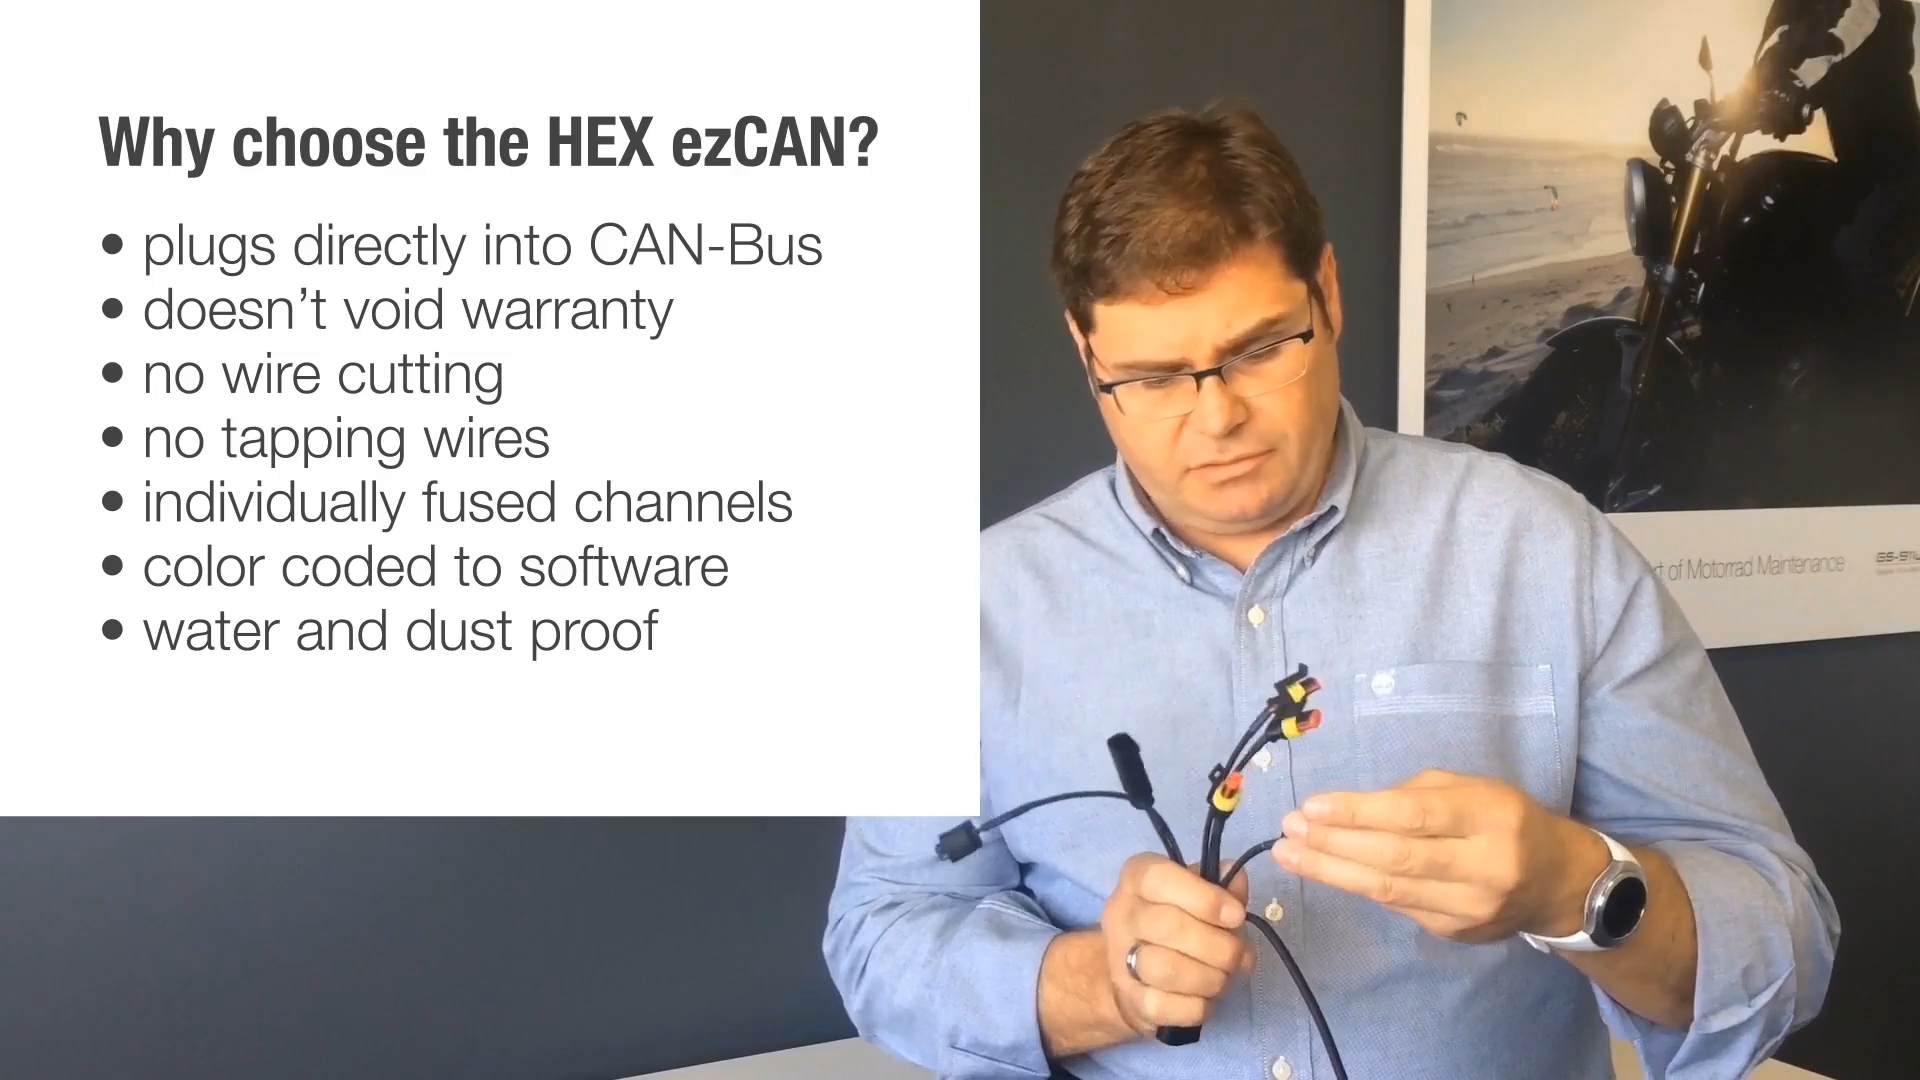 Why choose the HEX ezCAN?
• plugs directly into CAN-Bus
• doesn’t void warranty
• no wire cutting
• no tapping wires
• individually fused channels
• color coded to software
• water and dust proof
of Motorrad Maintenance